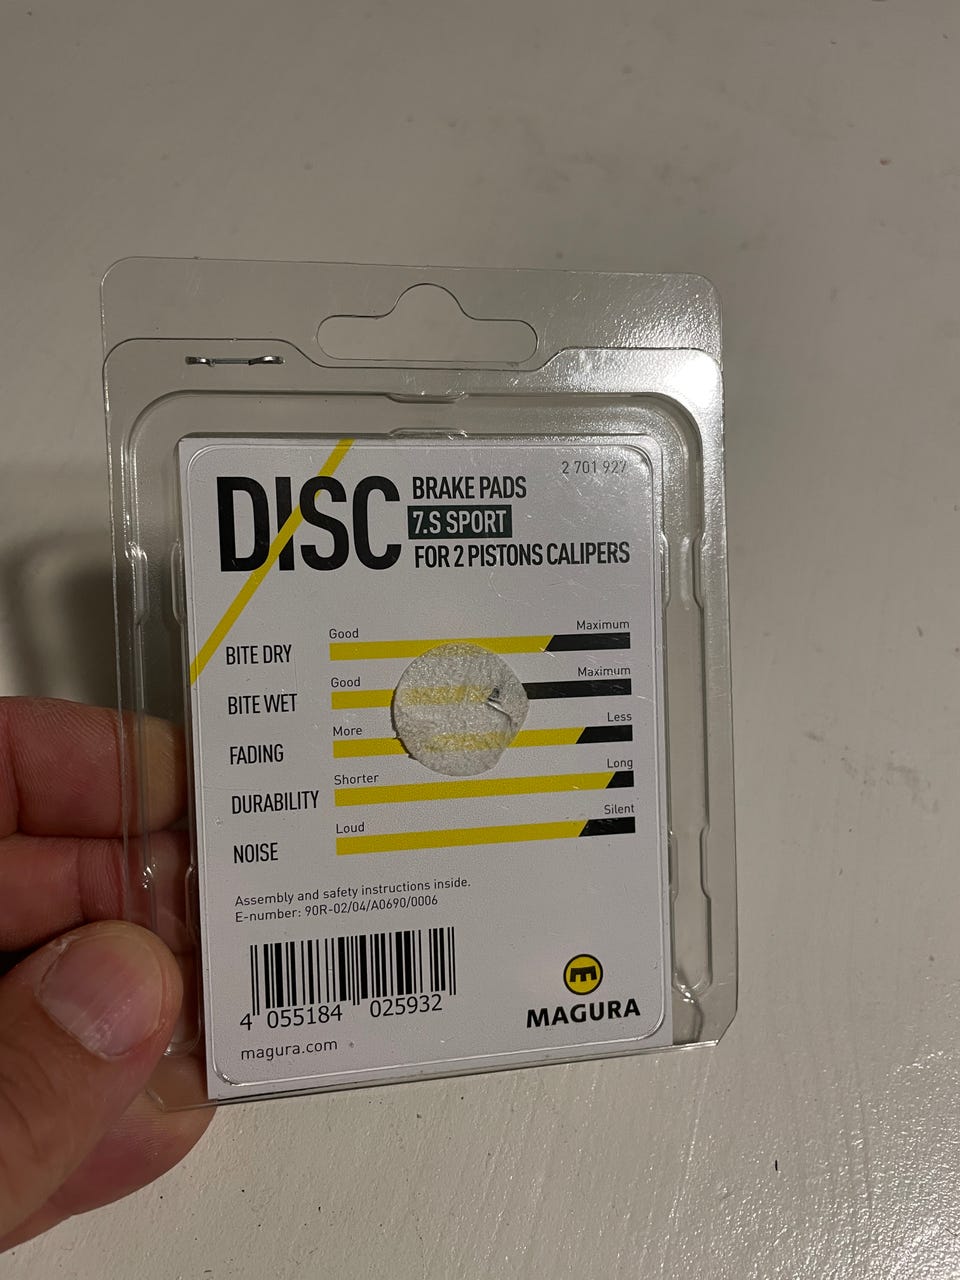 2 701 927
DISC
BRAKE PADS
7.S SPORT
FOR 2 PISTONS CALIPERS
Good Maximum
BITE DRY
Good Maximum
BITE WET
More Less
FADING
Shorter Long
DURABILITY
Loud Silent
NOISE
Assembly and safety instructions inside.
E-number: 90R-02/04/A0690/0006
4 055184 025932
MAGURA
magura.com